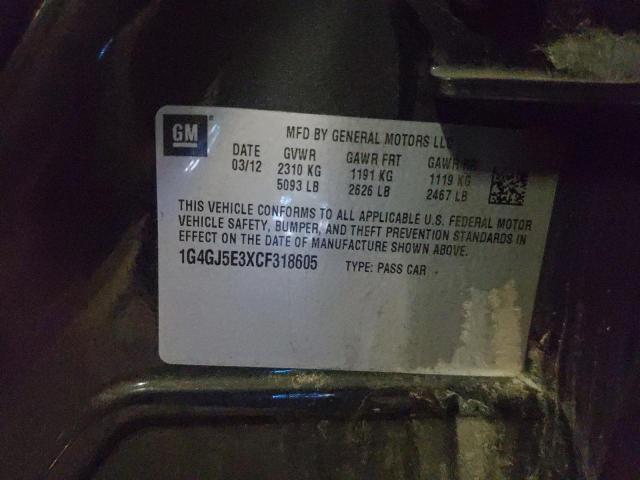 GM
MFD BY GENERAL MOTORS LLC
DATE GVWR GAWR FRT GAWR RR
03/12 2310 KG 1191 KG 1119 KG
5093 LB 2626 LB 2467 LB
THIS VEHICLE CONFORMS TO ALL APPLICABLE U.S. FEDERAL MOTOR
VEHICLE SAFETY, BUMPER, AND THEFT PREVENTION STANDARDS IN
EFFECT ON THE DATE OF MANUFACTURE SHOWN ABOVE.
1G4GJ5E3XCF318605 TYPE: PASS CAR